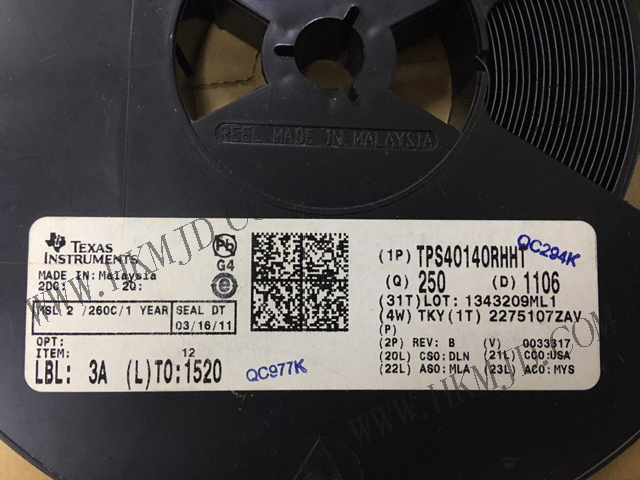 REEL MADE IN MALAYSIA
TEXAS
INSTRUMENTS
MADE IN: Malaysia
2DC: 2Q:
Pb
G4
e
MSL 2 /260C/1 YEAR SEAL DT
03/16/11
OPT:
ITEM: 12
LBL: 3A (L)TO:1520
QC977K
(1P) TPS40140RHHT
QC294K
(Q) 250 (D) 1106
(31T)LOT: 1343209ML1
(4W) TKY(1T) 2275107ZAV
(P)
(2P) REV: B (V) 0033317
(20L) CSO:DLN (21L) CCO:USA
(22L) ASO:MLA (23L) ACO:MYS
WWW.HKMJD.COM